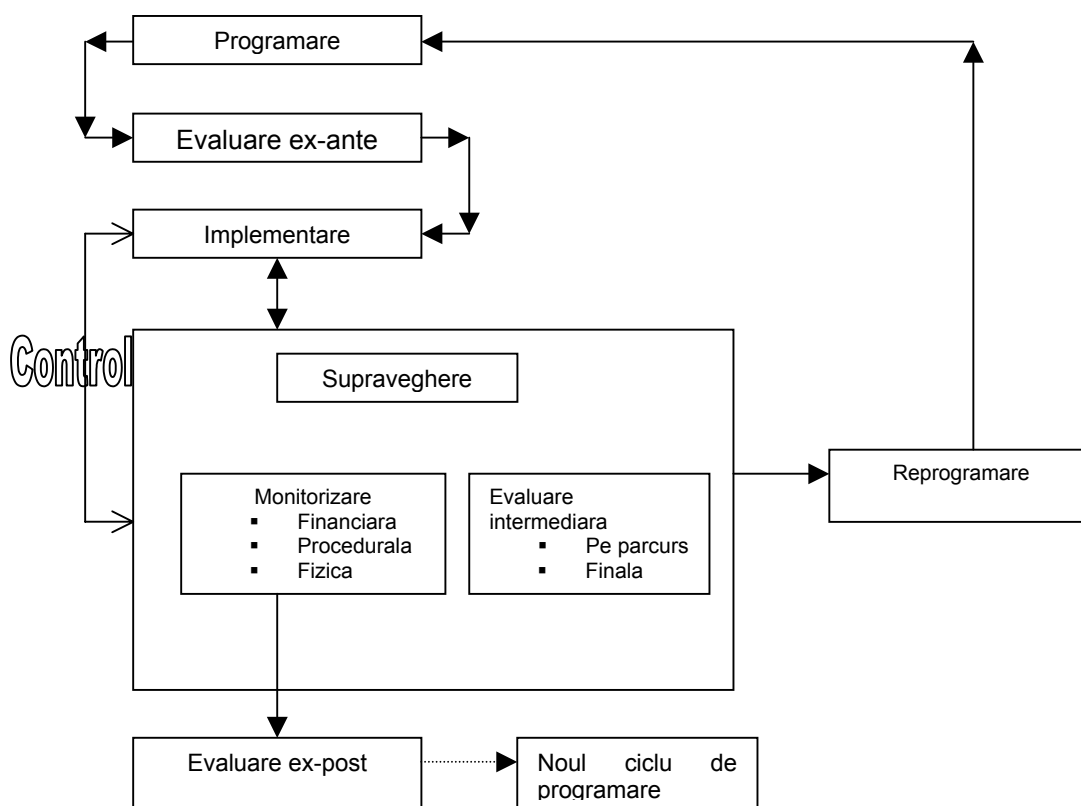 Programare
Evaluare ex-ante
Implementare
Control
Supraveghere
Monitorizare
▪ Financiara
▪ Procedurala
▪ Fizica
Evaluare
intermediara
▪ Pe parcurs
▪ Finala
Reprogramare
Evaluare ex-post
Noul ciclu de
programare